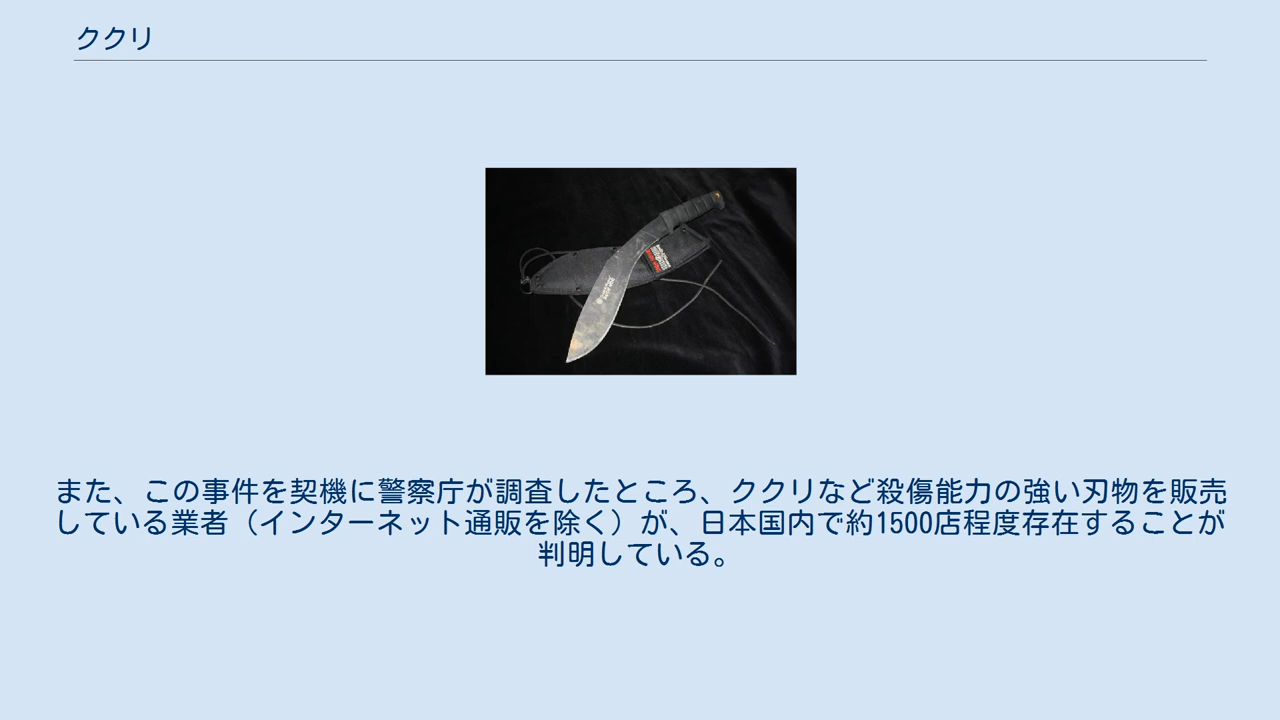 ククリ
また、この事件を契機に警察庁が調査したところ、ククリなど殺傷能力の強い刃物を販売
している業者（インターネット通販を除く）が、日本国内で約1500店程度存在することが
判明している。